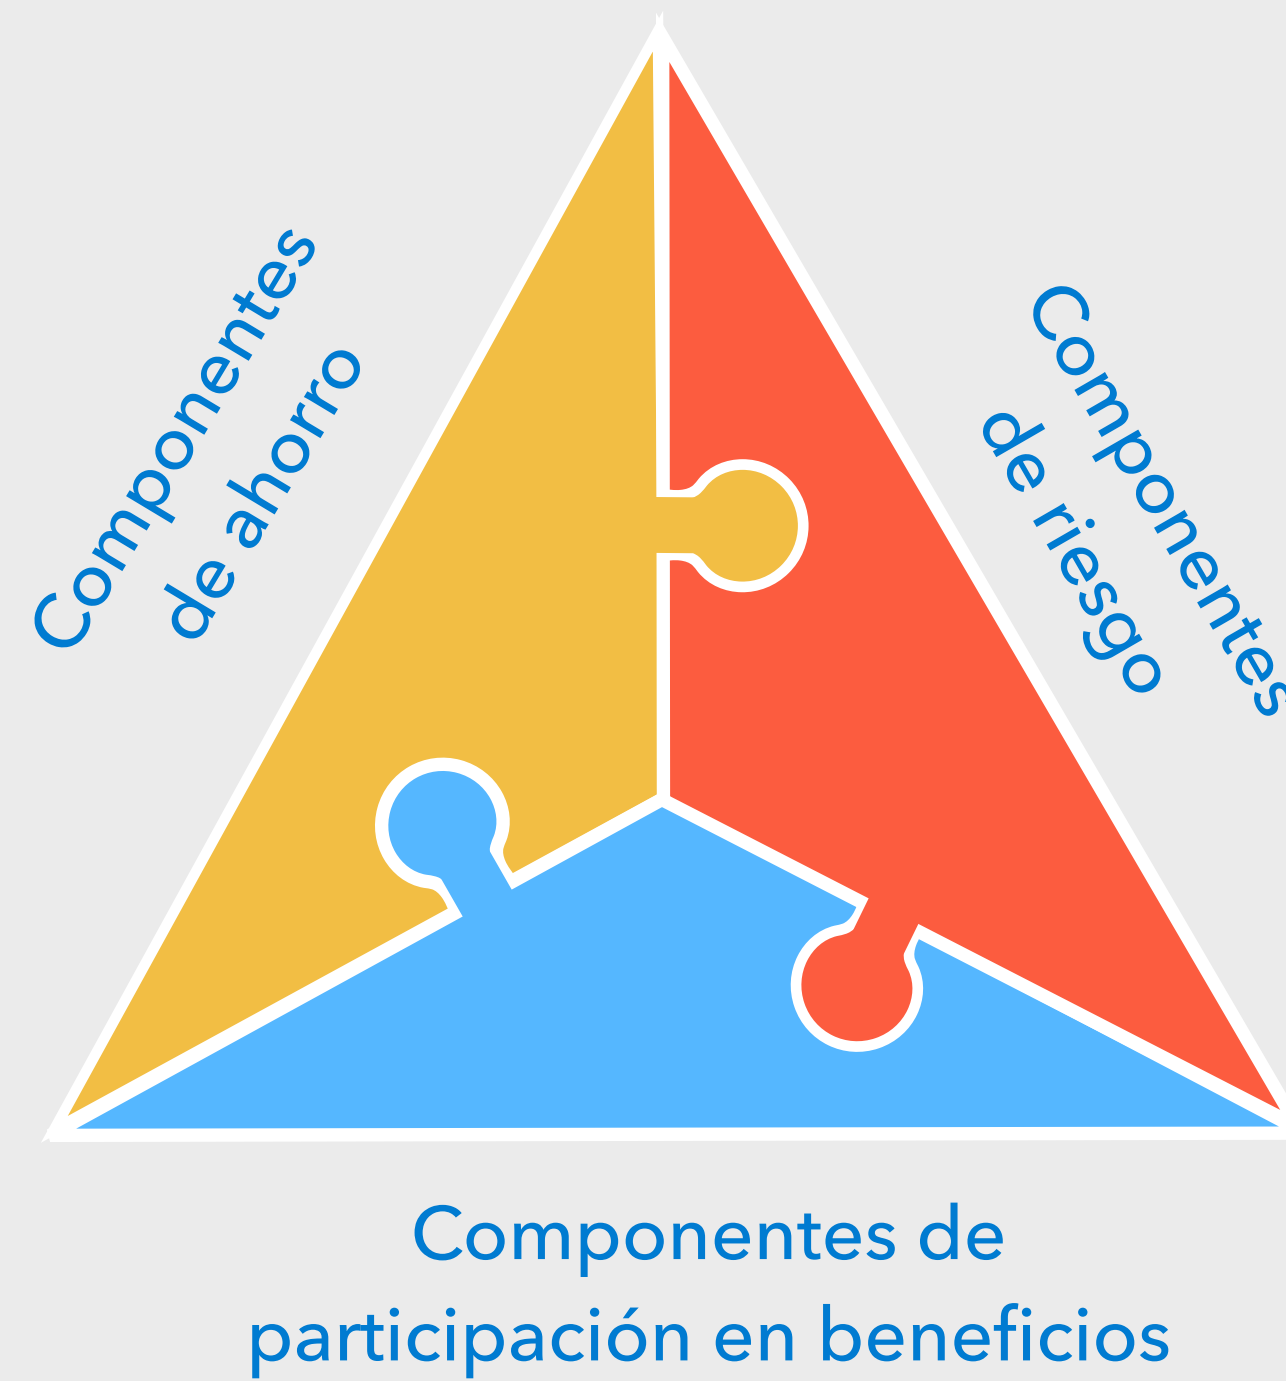 Componentes
de ahorro
Componentes
de riesgo
Componentes de
participación en beneficios